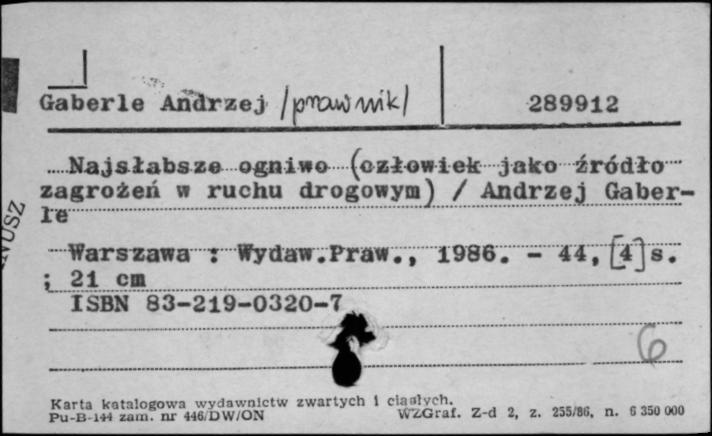 Gaberle Andrzej /prawnik/ 289912
Najsłabsze ogniwo (człowiek jako źródło
zagrożeń w ruchu drogowym) / Andrzej Gaber-
le
Warszawa : Wydaw.Praw., 1986. - 44, [4] s.
; 21 cm
ISBN 83-219-0320-7
6
Karta katalogowa wydawnictw zwartych i ciągłych.
Pu-B-144 zam. nr 446/DW/ON WZGraf. Z-d 2, z. 255/86, n. 6 350 000